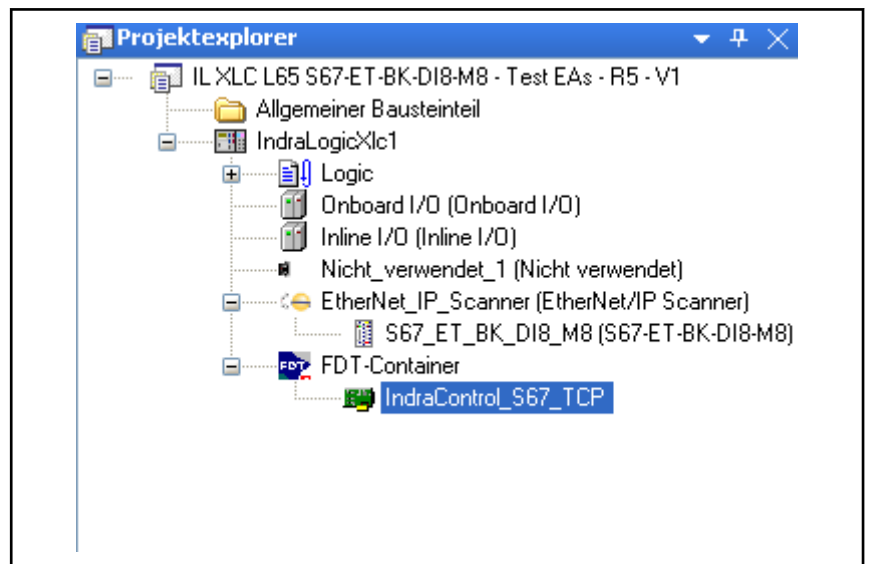 Projektexplorer
IL XLC L65 S67-ET-BK-DI8-M8 - Test EAs - R5 - V1
Allgemeiner Bausteinteil
IndraLogicXlc1
Logic
Onboard I/O (Onboard I/O)
Inline I/O (Inline I/O)
Nicht_verwendet_1 (Nicht verwendet)
EtherNet_IP_Scanner (EtherNet/IP Scanner)
S67_ET_BK_DI8_M8 (S67-ET-BK-DI8-M8)
FDT FDT-Container
IndraControl_S67_TCP